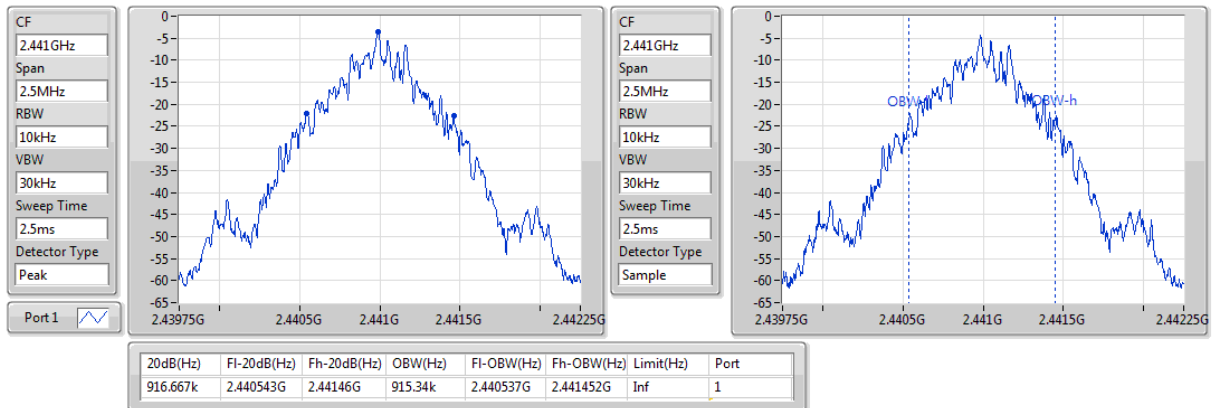 CF
2.441GHz
Span
2.5MHz
RBW
10kHz
VBW
30kHz
Sweep Time
2.5ms
Detector Type
Peak
Port 1
0-
-5-
-10-
-15-
-20-
-25-
-30-
-35-
-40-
-45-
-50-
-55-
-60-
-65-
2.43975G 2.4405G 2.441G 2.4415G 2.44225G
CF
2.441GHz
Span
2.5MHz
RBW
10kHz
VBW
30kHz
Sweep Time
2.5ms
Detector Type
Sample
0-
-5-
-10-
-15-
-20-
-25-
-30-
-35-
-40-
-45-
-50-
-55-
-60-
-65-
OBW-h
2.43975G 2.4405G 2.441G 2.4415G 2.44225G
20dB(Hz) Fl-20dB(Hz) Fh-20dB(Hz) OBW(Hz) Fl-OBW(Hz) Fh-OBW(Hz) Limit(Hz) Port
916.667k 2.440543G 2.44146G 915.34k 2.440537G 2.441452G Inf 1